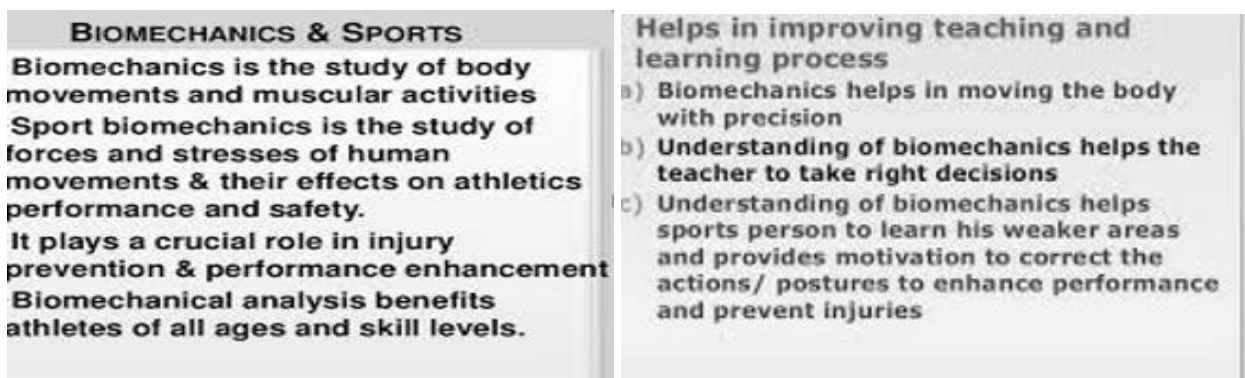 BIOMECHANICS & SPORTS
Biomechanics is the study of body
movements and muscular activities
Sport biomechanics is the study of
forces and stresses of human
movements & their effects on athletics
performance and safety.
It plays a crucial role in injury
prevention & performance enhancement
Biomechanical analysis benefits
athletes of all ages and skill levels.
Helps in improving teaching and
learning process
a) Biomechanics helps in moving the body
with precision
b) Understanding of biomechanics helps the
teacher to take right decisions
c) Understanding of biomechanics helps
sports person to learn his weaker areas
and provides motivation to correct the
actions/ postures to enhance performance
and prevent injuries